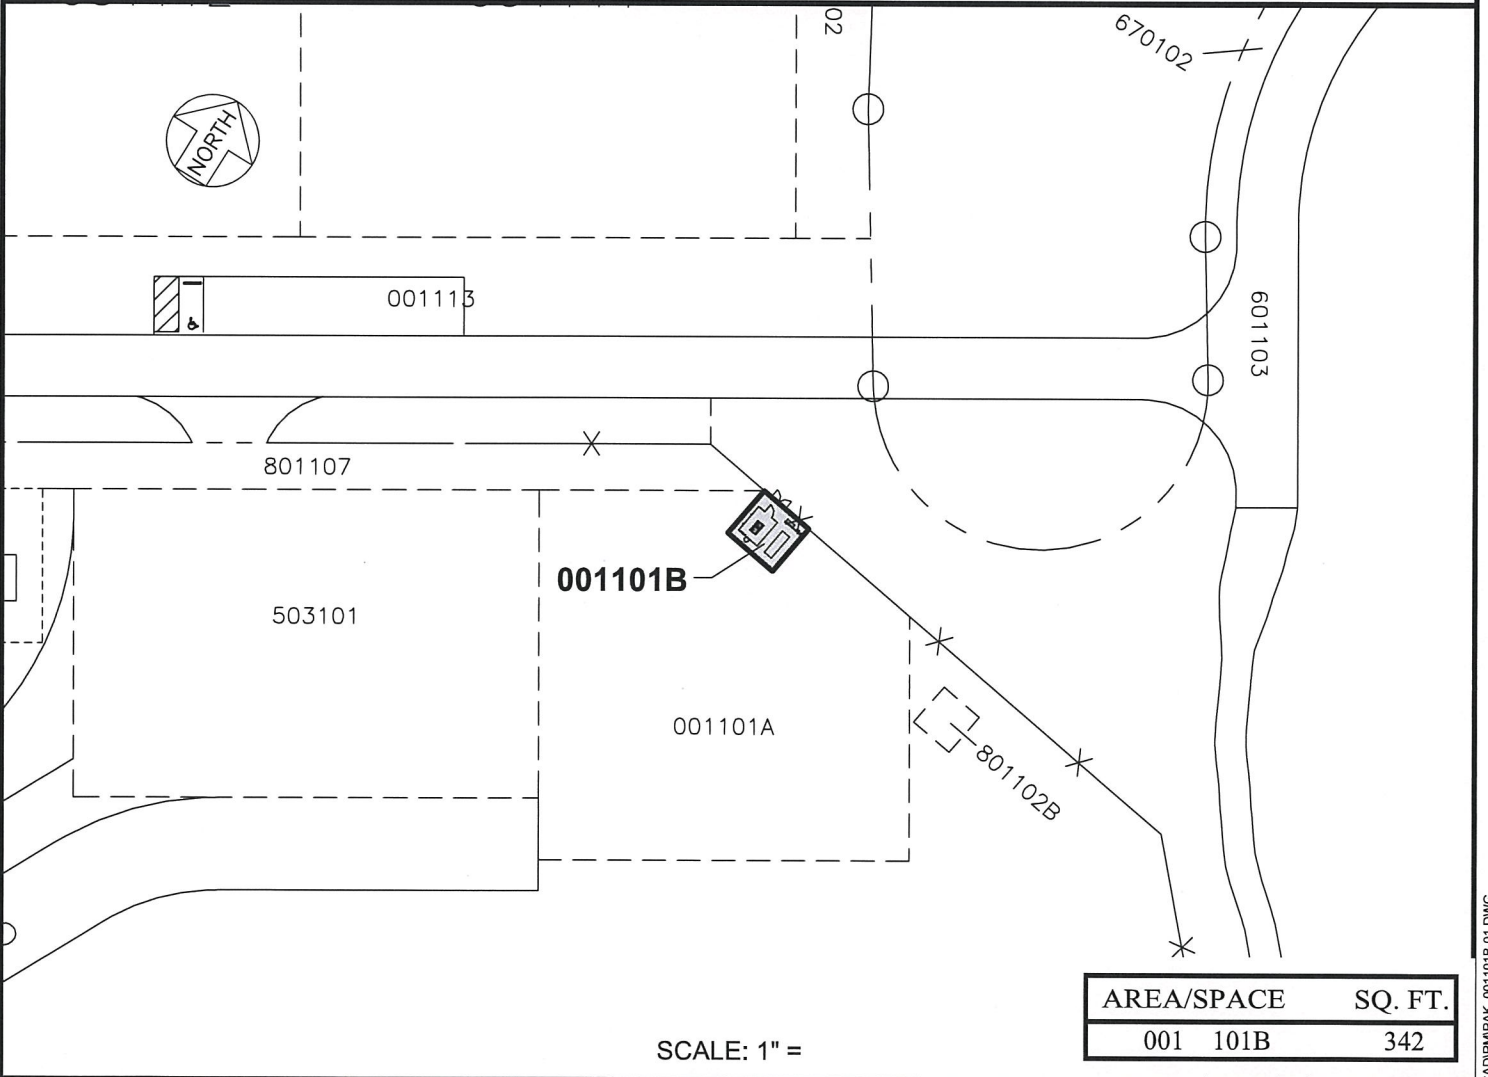 02
670102
NORTH
001113
601103
801107
001101B
503101
001101A
801102B
AREA/SPACE SQ. FT.
001 101B 342
SCALE: 1" =